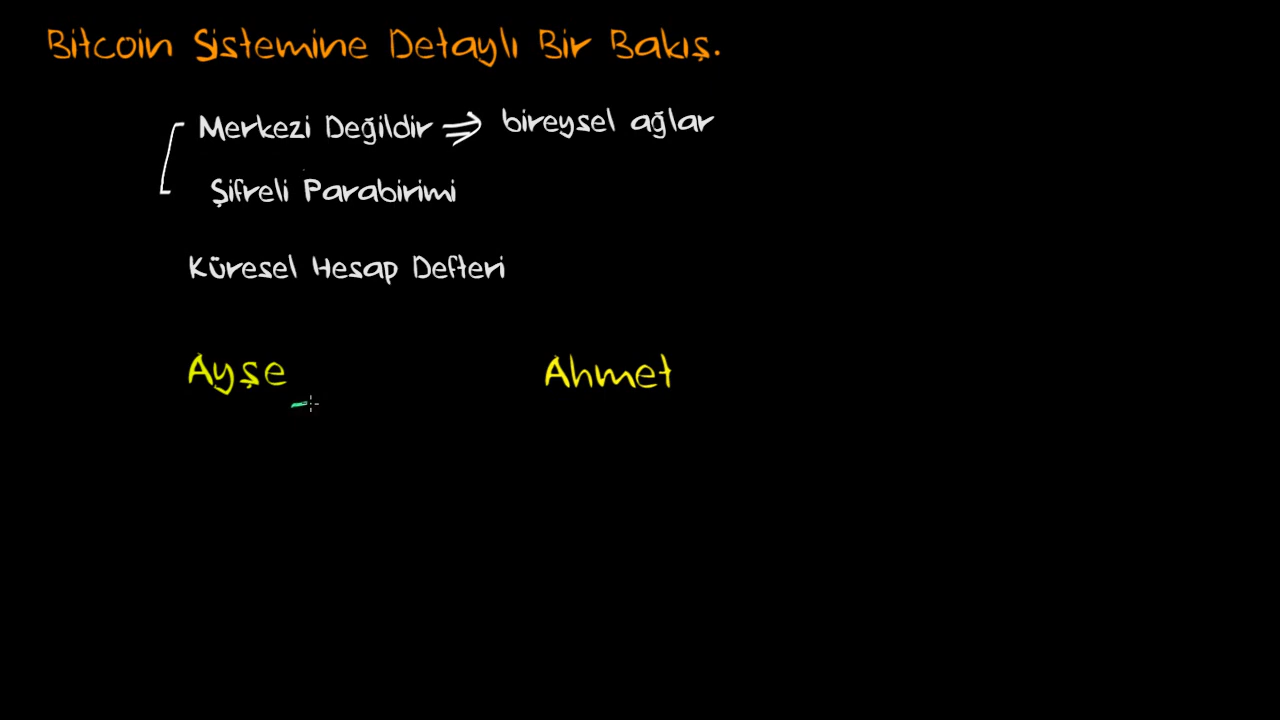 Bitcoin Sistemine Detaylı Bir Bakış.
Merkezi Değildir ⇒ bireysel ağlar
Şifreli Parabirimi
Küresel Hesap Defteri
Ayşe Ahmet